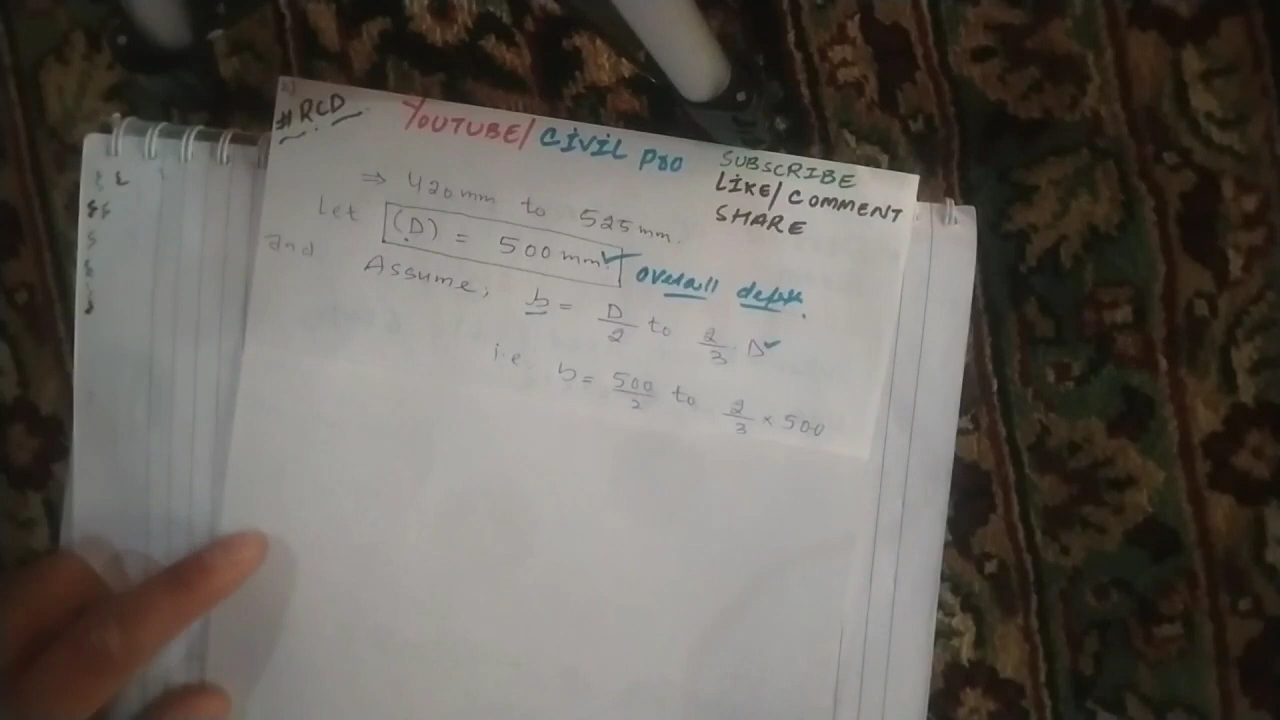 #RCD
YOUTUBE/CIVIL PRO
SUBSCRIBE
LIKE/COMMENT
SHARE
⇒ 420mm to 525mm.
Let (D) = 500mm. ✓ overall depth.
and Assume, b = D/2 to 2/3 . D ✓
i.e. b = 500/2 to 2/3 × 500